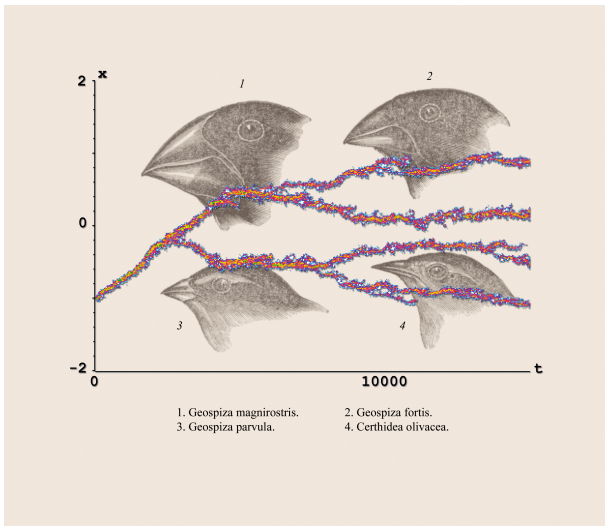 2
x
1
2
0
3
4
-2
0
10000
t
1. Geospiza magnirostris. 2. Geospiza fortis.
3. Geospiza parvula. 4. Certhidea olivacea.